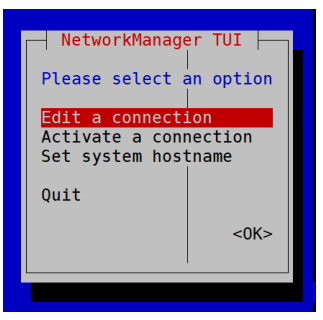 NetworkManager TUI
Please select an option
Edit a connection
Activate a connection
Set system hostname
Quit
<OK>